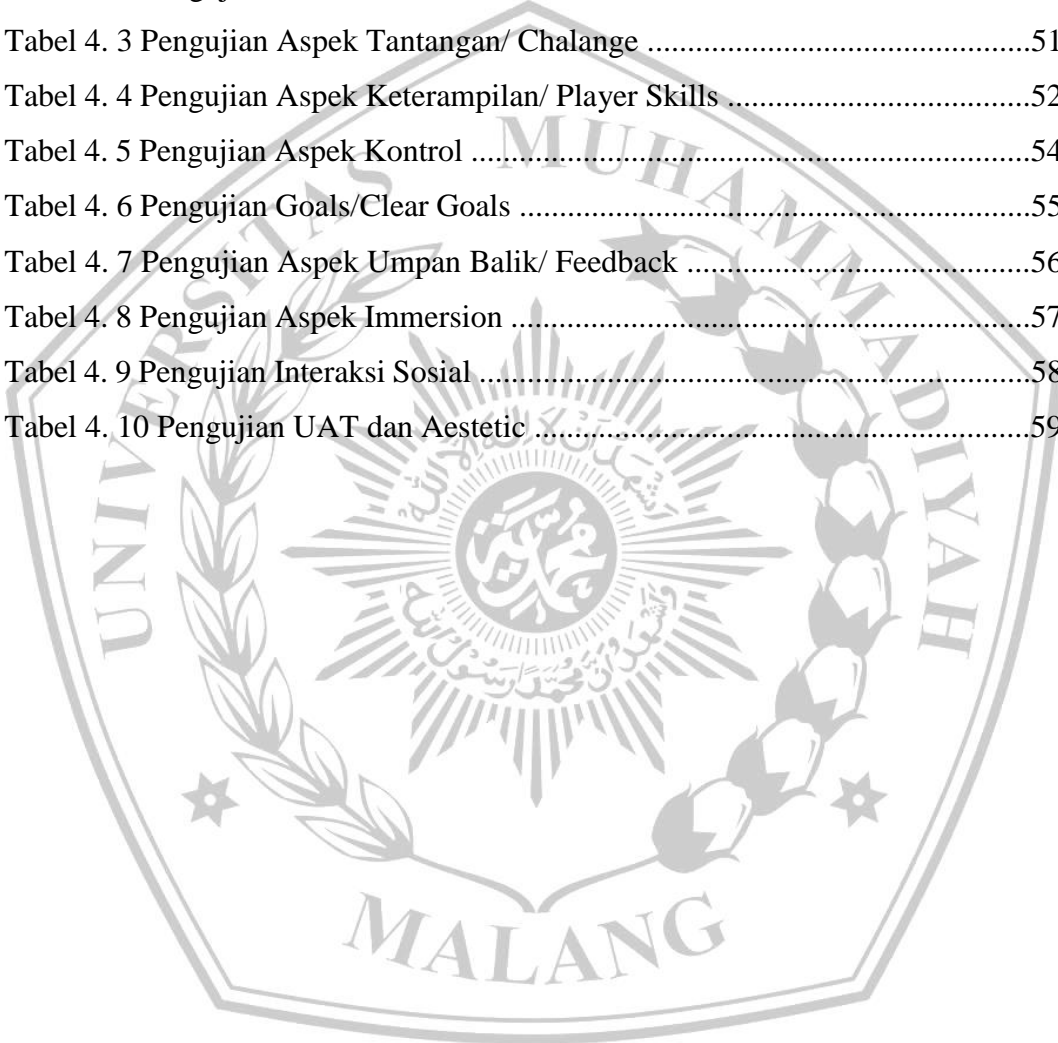 Tabel 4. 3 Pengujian Aspek Tantangan/ Chalange ....................................................51
Tabel 4. 4 Pengujian Aspek Keterampilan/ Player Skills .........................................52
Tabel 4. 5 Pengujian Aspek Kontrol .........................................................................54
Tabel 4. 6 Pengujian Goals/Clear Goals ...................................................................55
Tabel 4. 7 Pengujian Aspek Umpan Balik/ Feedback ..............................................56
Tabel 4. 8 Pengujian Aspek Immersion ....................................................................57
Tabel 4. 9 Pengujian Interaksi Sosial ........................................................................58
Tabel 4. 10 Pengujian UAT dan Aestetic .................................................................59
UNIVERSITAS MUHAMMADIYAH
MALANG